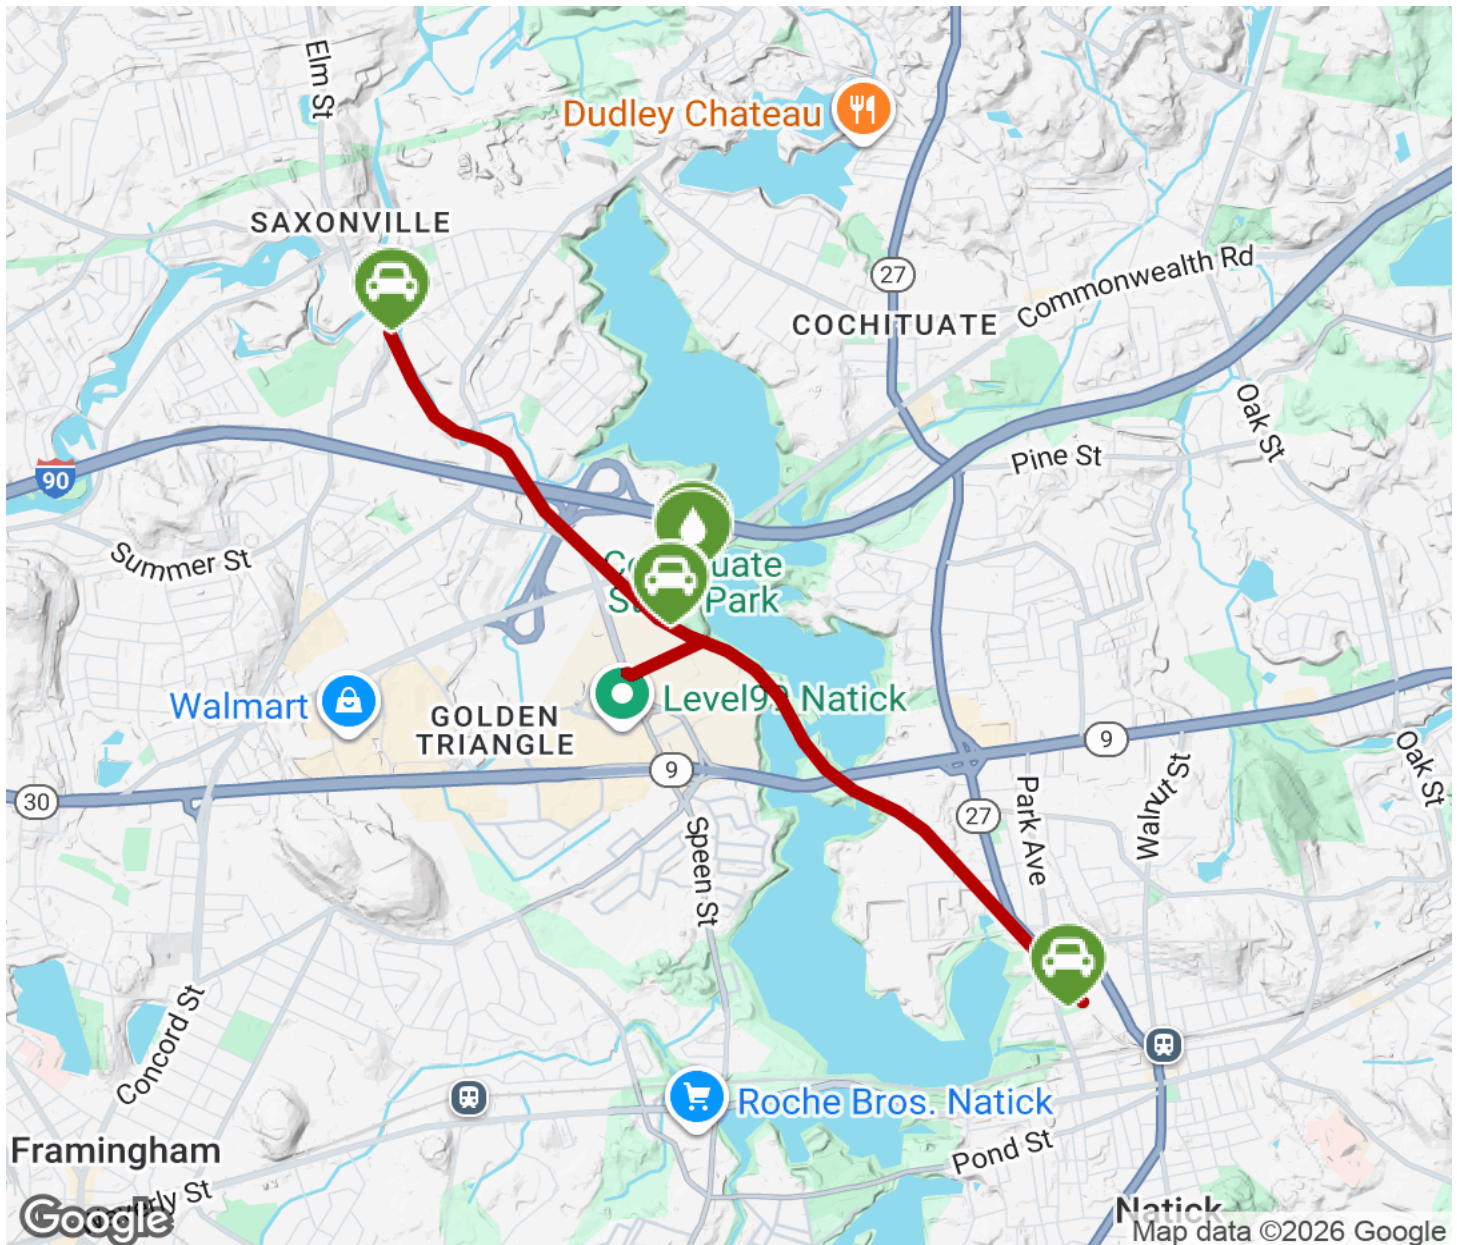 Elm St
Dudley Chateau
SAXONVILLE
27
Commonwealth Rd
COCHITUATE
Oak St
Pine St
90
Summer St
Park
Walmart
Level99 Natick
GOLDEN
TRIANGLE
9
9
Oak St
30
27
Park Ave
Walnut St
Speen St
Concord St
Roche Bros. Natick
Pond St
Framingham
Natick
Google
Map data ©2026 Google